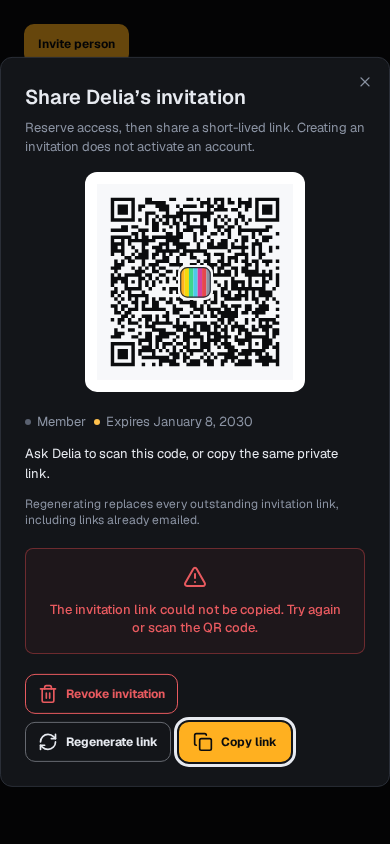 Invite person
Share Delia’s invitation
Reserve access, then share a short-lived link. Creating an
invitation does not activate an account.
Member
Expires January 8, 2030
Ask Delia to scan this code, or copy the same private
link.
Regenerating replaces every outstanding invitation link,
including links already emailed.
The invitation link could not be copied. Try again
or scan the QR code.
Revoke invitation
Regenerate link
Copy link